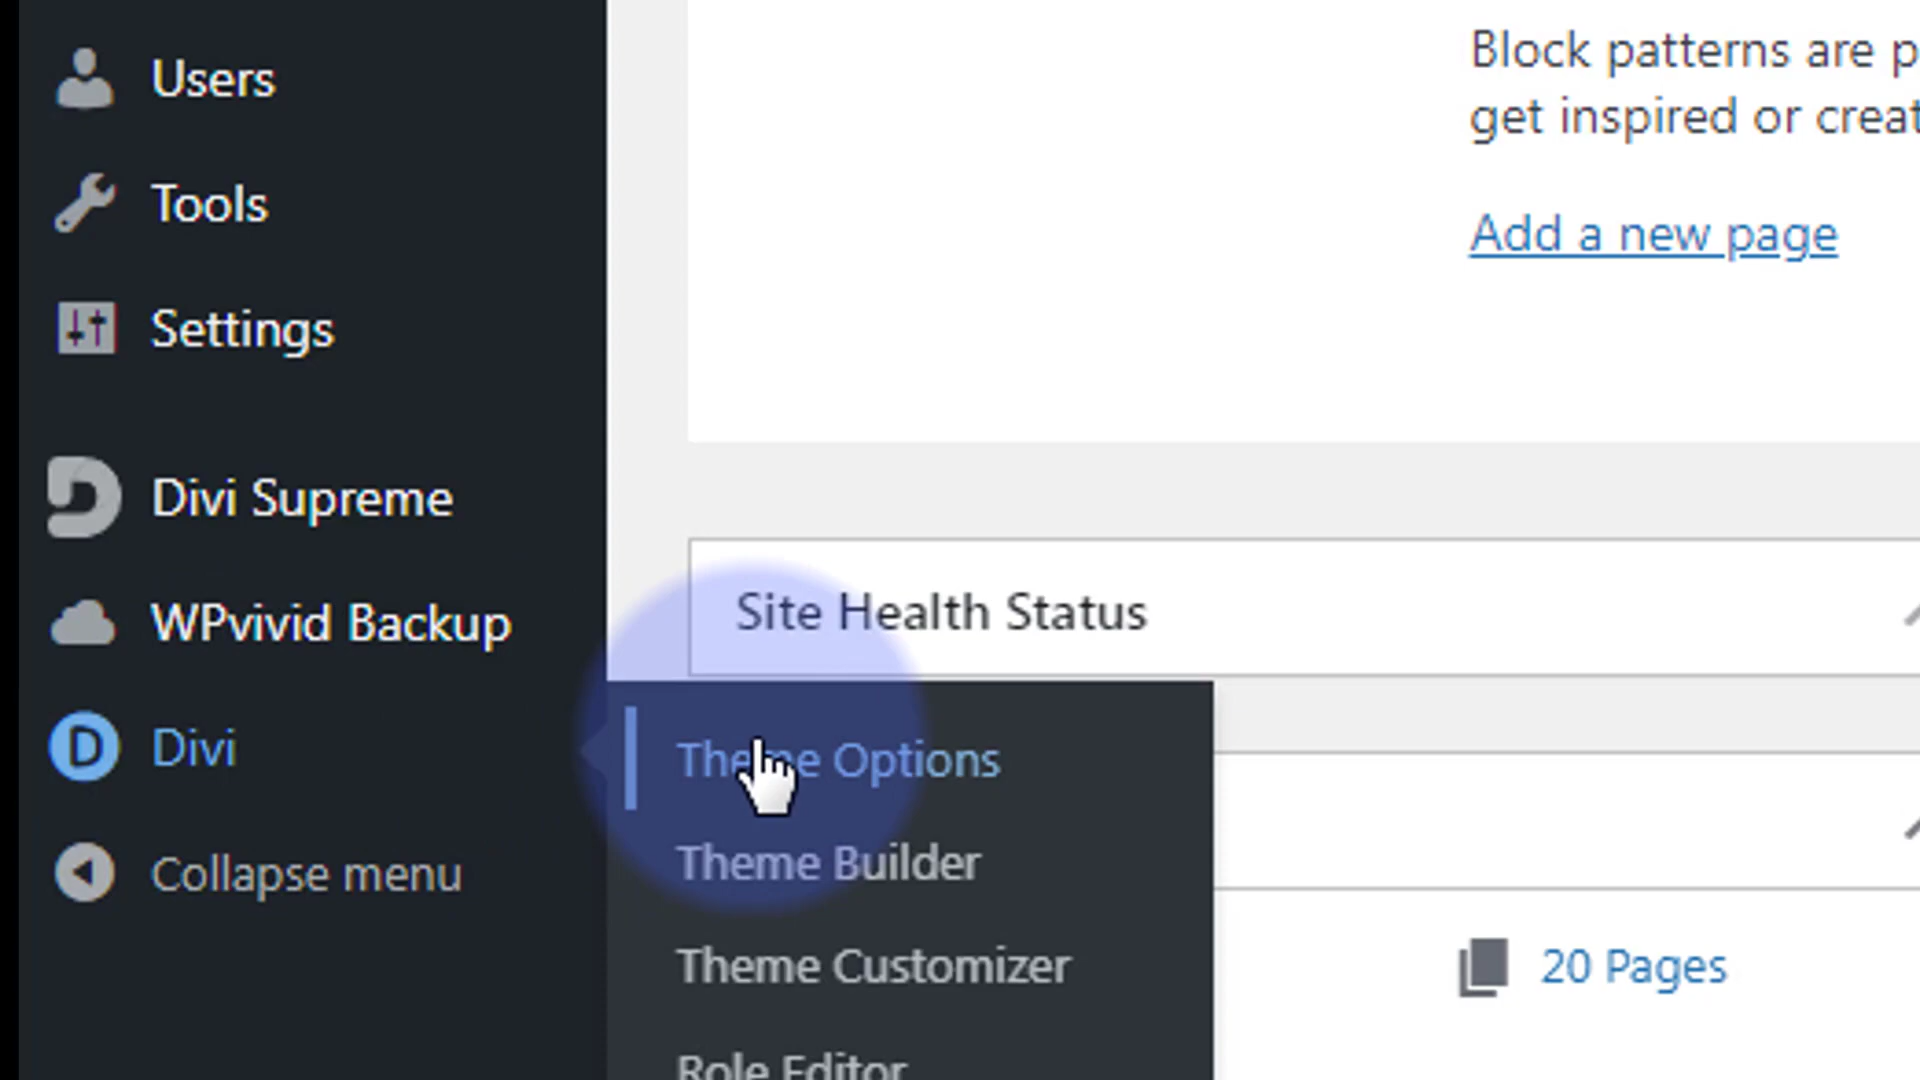 Users
Tools
Settings
Divi Supreme
WPvivid Backup
Divi
Collapse menu
Block patterns are
get inspired or
Add a new page
Site Health Status
Theme Options
Theme Builder
Theme Customizer
Role Editor
20 Pages